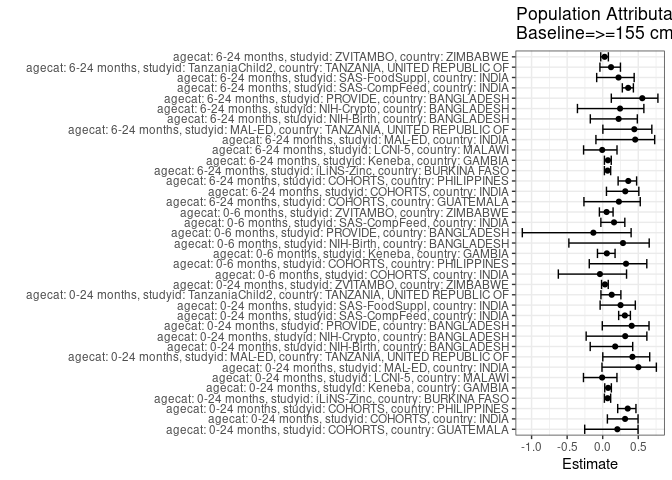 Population Attributa
Baseline=>=155 cm
agecat: 6-24 months, studyid: ZVITAMBO, country: ZIMBABWE
agecat: 6-24 months, studyid: TanzaniaChild2, country: TANZANIA, UNITED REPUBLIC OF
agecat: 6-24 months, studyid: SAS-FoodSuppl, country: INDIA
agecat: 6-24 months, studyid: SAS-CompFeed, country: INDIA
agecat: 6-24 months, studyid: PROVIDE, country: BANGLADESH
agecat: 6-24 months, studyid: NIH-Crypto, country: BANGLADESH
agecat: 6-24 months, studyid: NIH-Birth, country: BANGLADESH
agecat: 6-24 months, studyid: MAL-ED, country: TANZANIA, UNITED REPUBLIC OF
agecat: 6-24 months, studyid: MAL-ED, country: INDIA
agecat: 6-24 months, studyid: LCNI-5, country: MALAWI
agecat: 6-24 months, studyid: Keneba, country: GAMBIA
agecat: 6-24 months, studyid: iLiNS-Zinc, country: BURKINA FASO
agecat: 6-24 months, studyid: COHORTS, country: PHILIPPINES
agecat: 6-24 months, studyid: COHORTS, country: INDIA
agecat: 6-24 months, studyid: COHORTS, country: GUATEMALA
agecat: 0-6 months, studyid: ZVITAMBO, country: ZIMBABWE
agecat: 0-6 months, studyid: SAS-CompFeed, country: INDIA
agecat: 0-6 months, studyid: PROVIDE, country: BANGLADESH
agecat: 0-6 months, studyid: NIH-Birth, country: BANGLADESH
agecat: 0-6 months, studyid: Keneba, country: GAMBIA
agecat: 0-6 months, studyid: COHORTS, country: PHILIPPINES
agecat: 0-6 months, studyid: COHORTS, country: INDIA
agecat: 0-24 months, studyid: ZVITAMBO, country: ZIMBABWE
agecat: 0-24 months, studyid: TanzaniaChild2, country: TANZANIA, UNITED REPUBLIC OF
agecat: 0-24 months, studyid: SAS-FoodSuppl, country: INDIA
agecat: 0-24 months, studyid: SAS-CompFeed, country: INDIA
agecat: 0-24 months, studyid: PROVIDE, country: BANGLADESH
agecat: 0-24 months, studyid: NIH-Crypto, country: BANGLADESH
agecat: 0-24 months, studyid: NIH-Birth, country: BANGLADESH
agecat: 0-24 months, studyid: MAL-ED, country: TANZANIA, UNITED REPUBLIC OF
agecat: 0-24 months, studyid: MAL-ED, country: INDIA
agecat: 0-24 months, studyid: LCNI-5, country: MALAWI
agecat: 0-24 months, studyid: Keneba, country: GAMBIA
agecat: 0-24 months, studyid: iLiNS-Zinc, country: BURKINA FASO
agecat: 0-24 months, studyid: COHORTS, country: PHILIPPINES
agecat: 0-24 months, studyid: COHORTS, country: INDIA
agecat: 0-24 months, studyid: COHORTS, country: GUATEMALA
-1.0 -0.5 0.0 0.5
Estimate